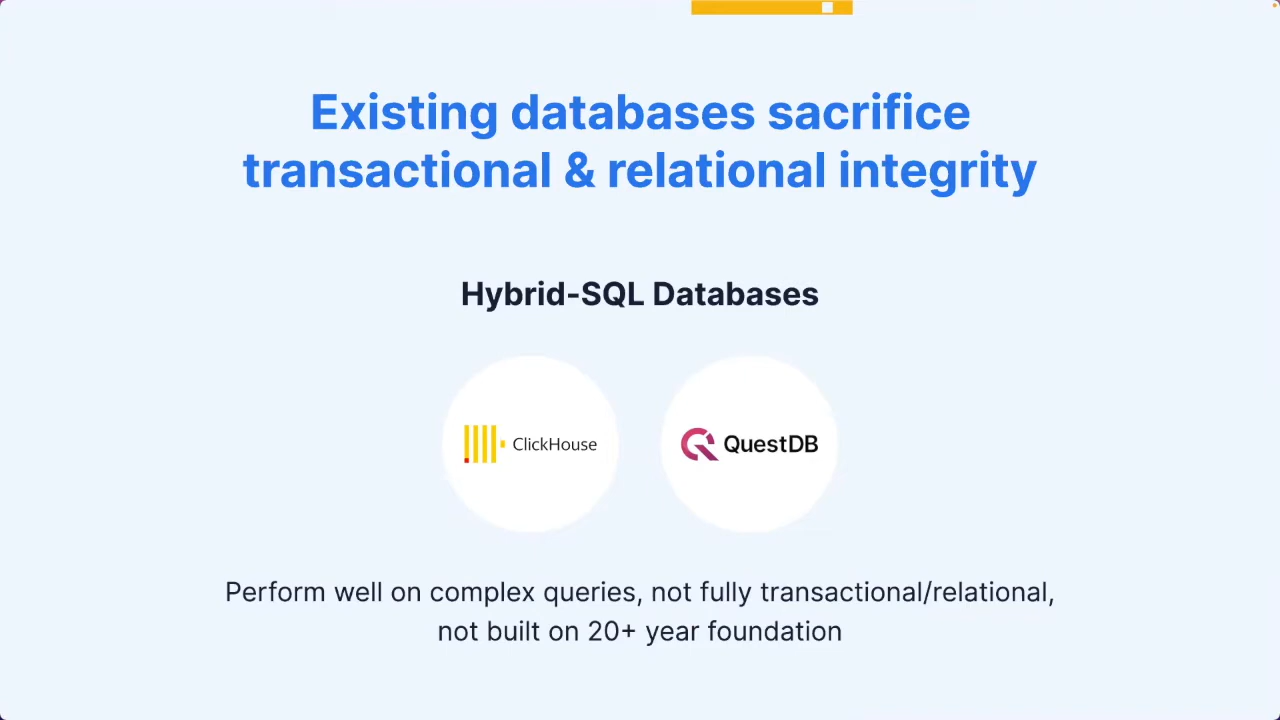 Existing databases sacrifice
transactional & relational integrity
Hybrid-SQL Databases
ClickHouse
QuestDB
Perform well on complex queries, not fully transactional/relational,
not built on 20+ year foundation